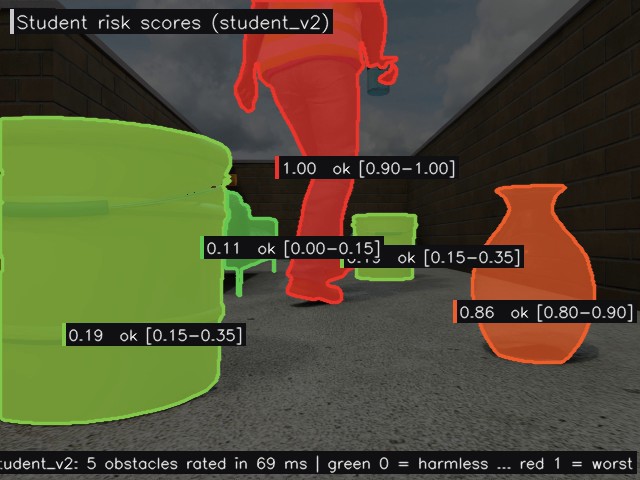 Student risk scores (student_v2)
1.00 ok [0.90-1.00]
0.11 ok [0.00-0.15]
ok [0.15-0.35]
0.86 ok [0.80-0.90]
0.19 ok [0.15-0.35]
tudent_v2: 5 obstacles rated in 69 ms | green 0 = harmless ... red 1 = worst